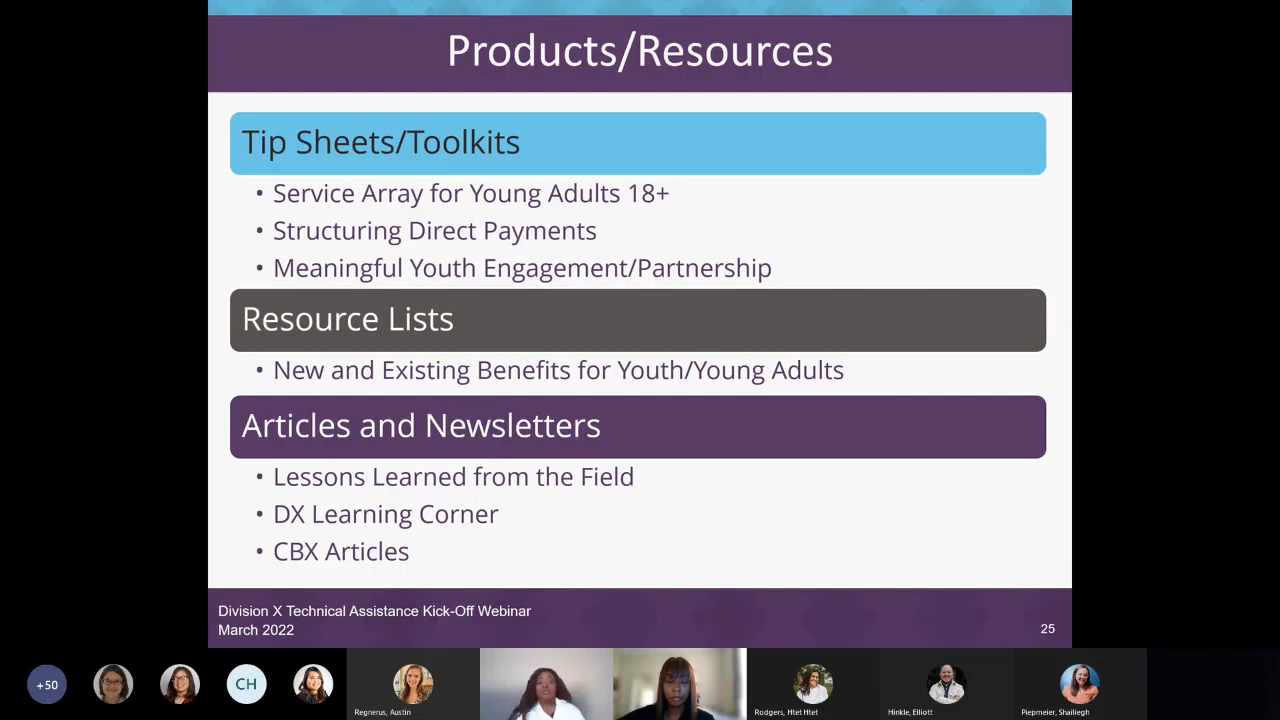 Products/Resources
Tip Sheets/Toolkits
• Service Array for Young Adults 18+
• Structuring Direct Payments
• Meaningful Youth Engagement/Partnership
Resource Lists
• New and Existing Benefits for Youth/Young Adults
Articles and Newsletters
• Lessons Learned from the Field
• DX Learning Corner
• CBX Articles
Division X Technical Assistance Kick-Off Webinar
March 2022
25
+50
CH
Regnerus, Austin
Rodgers, Htet Htet
Hinkle, Elliott
Piepmeier, Shailiegh